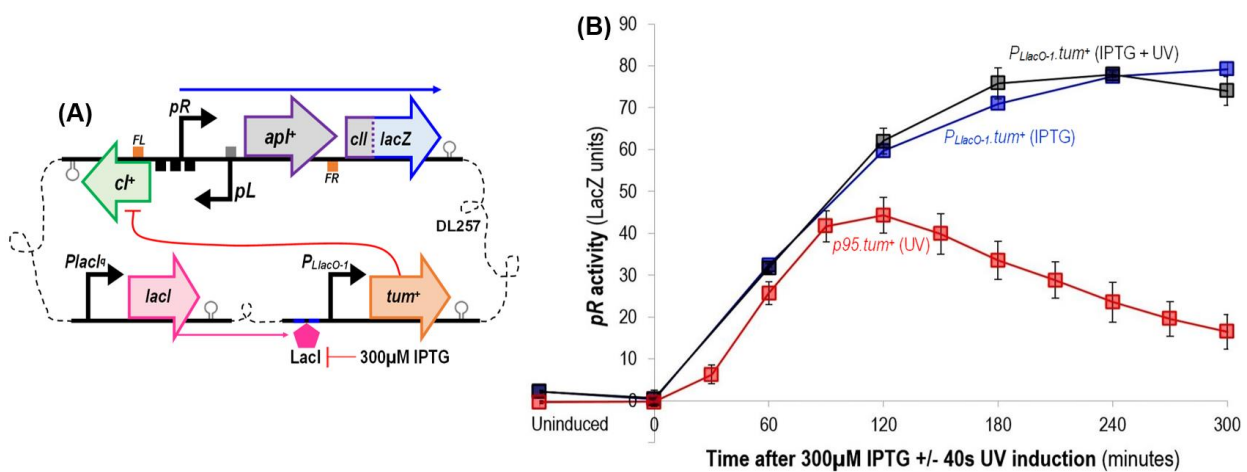 (A)
pR
FL
cI⁺
apl⁺
cII
lacZ
FR
pL
DL257
PlacIq
lacI
PLlacO-1
tum⁺
LacI
300µM IPTG
(B)
pR activity (LacZ units)
90
80
70
60
50
40
30
20
10
0
PLlacO-1.tum⁺ (IPTG + UV)
PLlacO-1.tum⁺ (IPTG)
p95.tum⁺ (UV)
Uninduced
0
60
120
180
240
300
Time after 300µM IPTG +/- 40s UV induction (minutes)